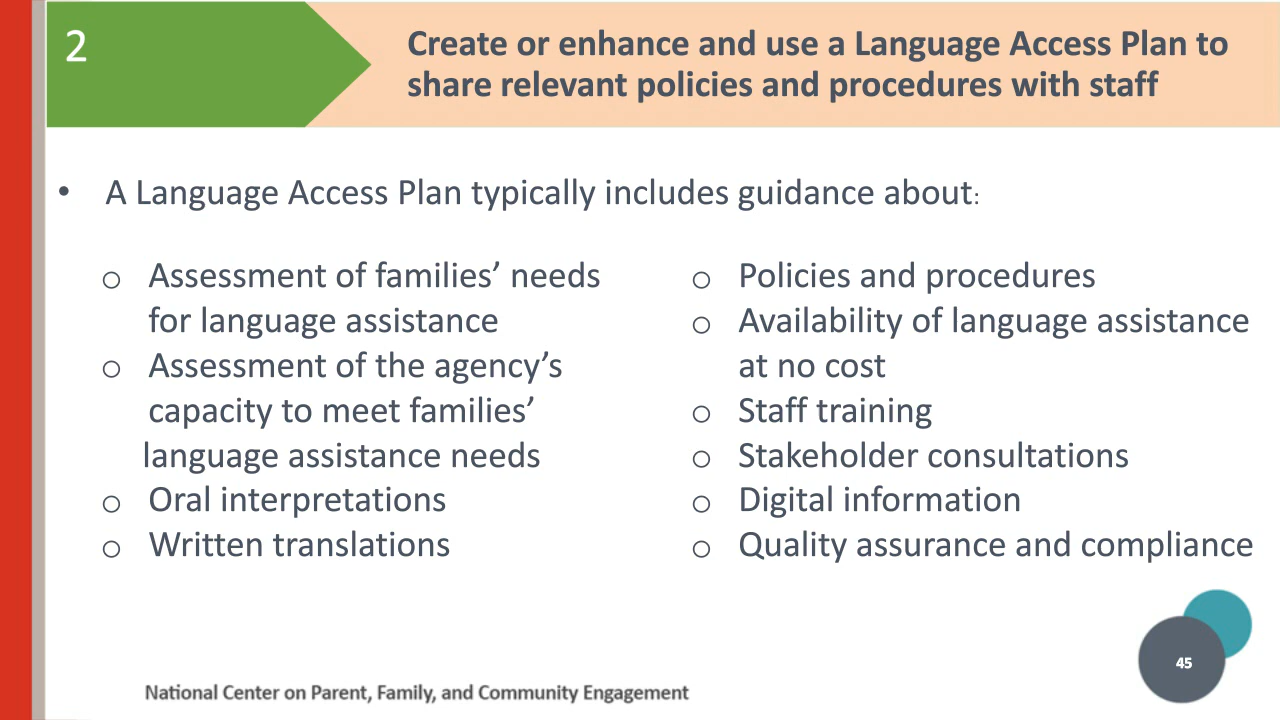 2
Create or enhance and use a Language Access Plan to
share relevant policies and procedures with staff
• A Language Access Plan typically includes guidance about:
o Assessment of families’ needs
for language assistance
o Assessment of the agency’s
capacity to meet families’
language assistance needs
o Oral interpretations
o Written translations
o Policies and procedures
o Availability of language assistance
at no cost
o Staff training
o Stakeholder consultations
o Digital information
o Quality assurance and compliance
45
National Center on Parent, Family, and Community Engagement